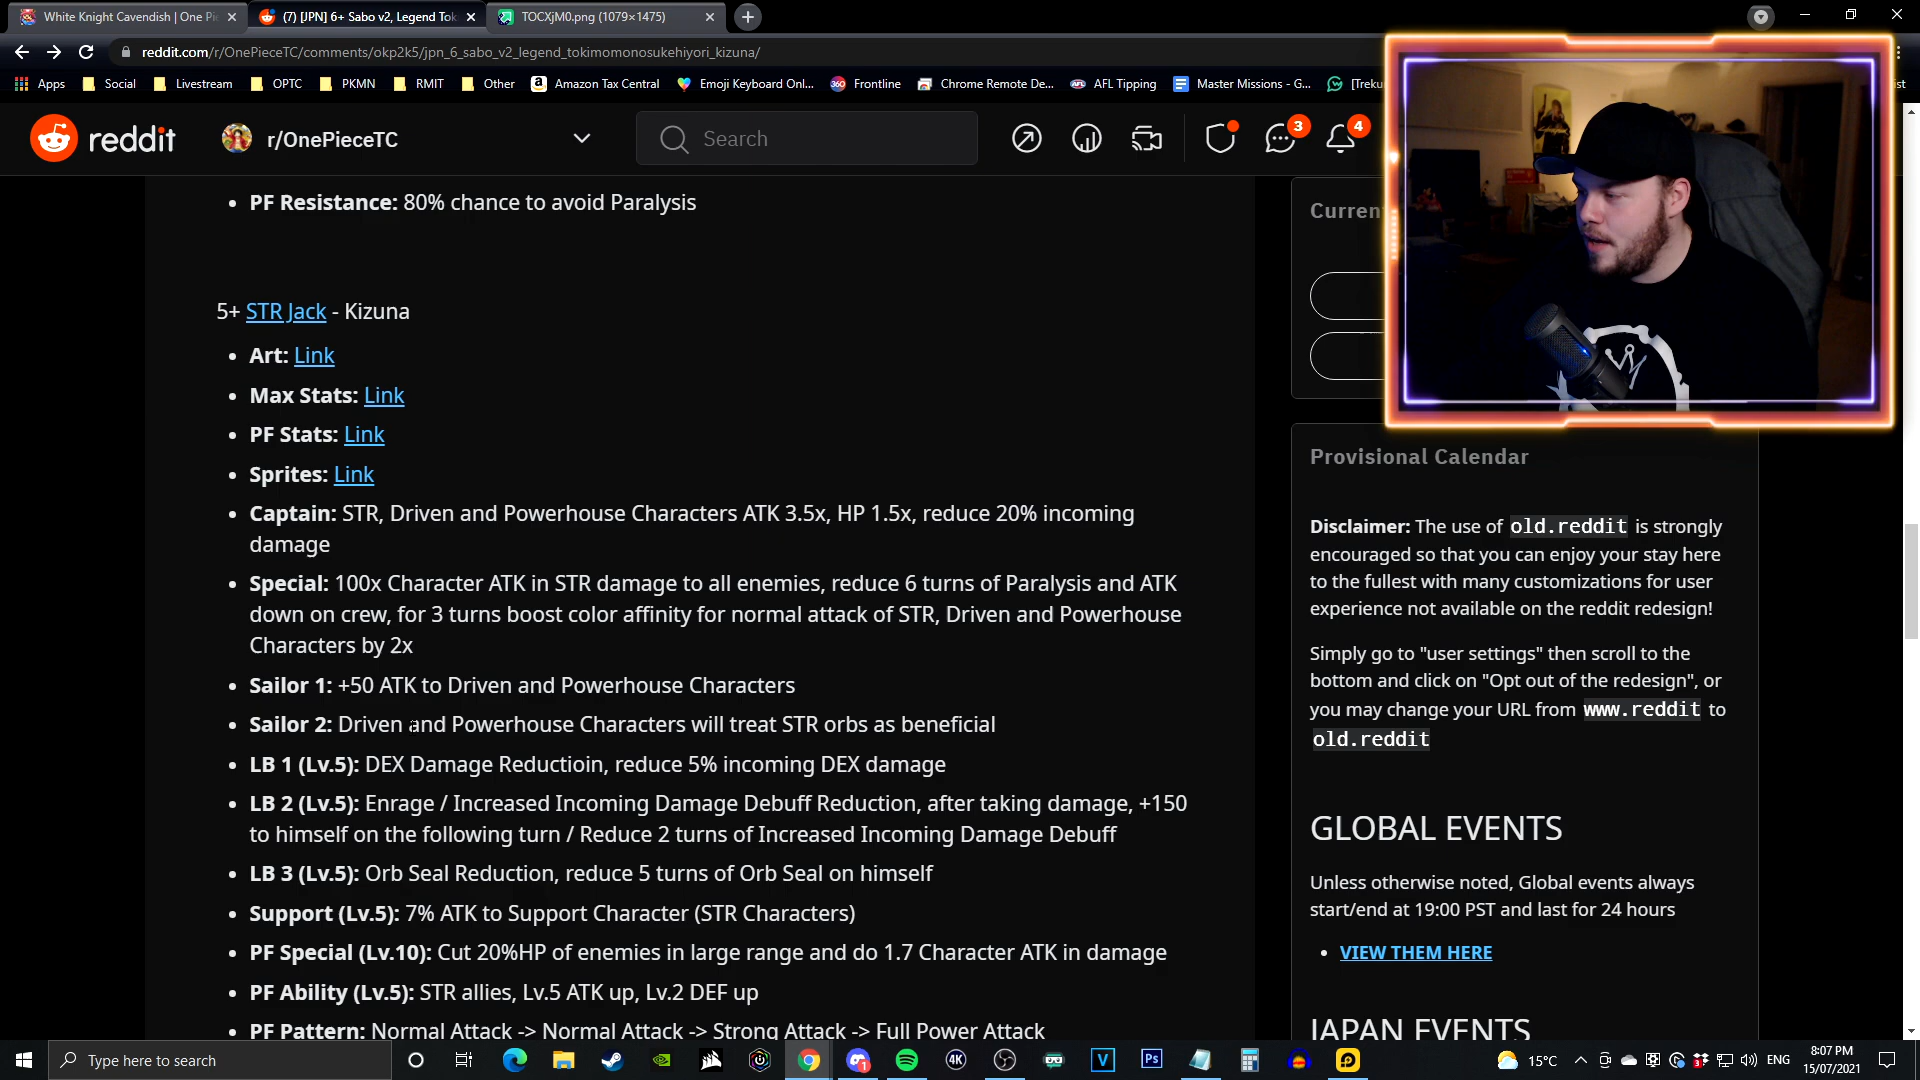 White Knight Cavendish | One Pi
(7) [JPN] 6+ Sabo v2, Legend Tok
TOCXjM0.png (1079×1475)
reddit.com/r/OnePieceTC/comments/okp2k5/jpn_6_sabo_v2_legend_tokimomonosukehiyori_kizuna/
Apps Social Livestream OPTC PKMN RMIT Other Amazon Tax Central Emoji Keyboard Onl... Frontline Chrome Remote De... AFL Tipping Master Missions - G... [Treku
reddit r/OnePieceTC Search 3 4
PF Resistance: 80% chance to avoid Paralysis
5+ STR Jack - Kizuna
Art: Link
Max Stats: Link
PF Stats: Link
Sprites: Link
Captain: STR, Driven and Powerhouse Characters ATK 3.5x, HP 1.5x, reduce 20% incoming
damage
Special: 100x Character ATK in STR damage to all enemies, reduce 6 turns of Paralysis and ATK
down on crew, for 3 turns boost color affinity for normal attack of STR, Driven and Powerhouse
Characters by 2x
Sailor 1: +50 ATK to Driven and Powerhouse Characters
Sailor 2: Driven and Powerhouse Characters will treat STR orbs as beneficial
LB 1 (Lv.5): DEX Damage Reductioin, reduce 5% incoming DEX damage
LB 2 (Lv.5): Enrage / Increased Incoming Damage Debuff Reduction, after taking damage, +150
to himself on the following turn / Reduce 2 turns of Increased Incoming Damage Debuff
LB 3 (Lv.5): Orb Seal Reduction, reduce 5 turns of Orb Seal on himself
Support (Lv.5): 7% ATK to Support Character (STR Characters)
PF Special (Lv.10): Cut 20%HP of enemies in large range and do 1.7 Character ATK in damage
PF Ability (Lv.5): STR allies, Lv.5 ATK up, Lv.2 DEF up
PF Pattern: Normal Attack -> Normal Attack -> Strong Attack -> Full Power Attack
Curren
Provisional Calendar
Disclaimer: The use of old.reddit is strongly
encouraged so that you can enjoy your stay here
to the fullest with many customizations for user
experience not available on the reddit redesign!
Simply go to "user settings" then scroll to the
bottom and click on "Opt out of the redesign", or
you may change your URL from www.reddit to
old.reddit
GLOBAL EVENTS
Unless otherwise noted, Global events always
start/end at 19:00 PST and last for 24 hours
VIEW THEM HERE
JAPAN EVENTS
Type here to search
15°C ENG
8:07 PM
15/07/2021